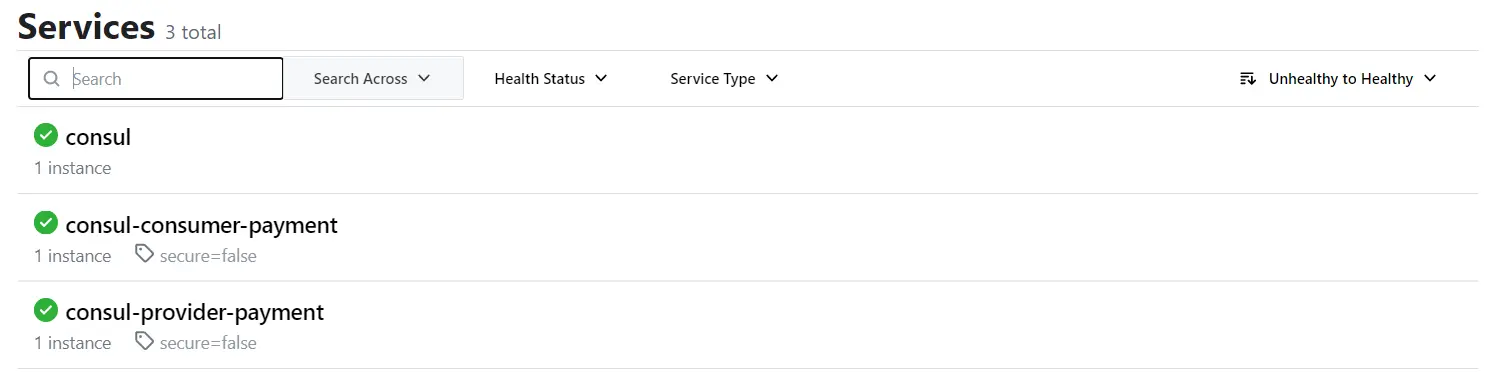 Services 3 total
Search Search Across Health Status Service Type Unhealthy to Healthy
consul
1 instance
consul-consumer-payment
1 instance secure=false
consul-provider-payment
1 instance secure=false